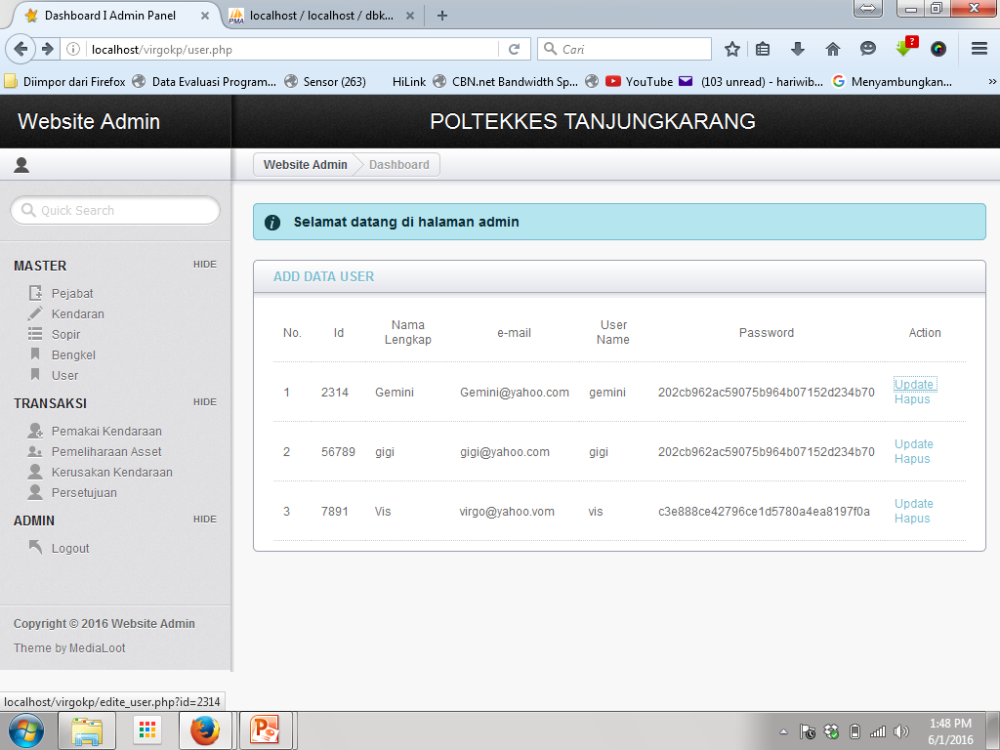 Dashboard I Admin Panel
localhost / localhost / dbk...
localhost/virgokp/user.php
Cari
?
Diimpor dari Firefox
Data Evaluasi Program...
Sensor (263)
HiLink
CBN.net Bandwidth Sp...
YouTube
(103 unread) - hariwib...
Menyambungkan...
Website Admin
POLTEKKES TANJUNGKARANG
Website Admin
Dashboard
Quick Search
Selamat datang di halaman admin
MASTER
HIDE
Pejabat
Kendaran
Sopir
Bengkel
User
TRANSAKSI
HIDE
Pemakai Kendaraan
Pemeliharaan Asset
Kerusakan Kendaraan
Persetujuan
ADMIN
HIDE
Logout
Copyright © 2016 Website Admin
Theme by MediaLoot
ADD DATA USER
No. Id Nama Lengkap e-mail User Name Password Action
1 2314 Gemini Gemini@yahoo.com gemini 202cb962ac59075b964b07152d234b70 Update
Hapus
2 56789 gigi gigi@yahoo.com gigi 202cb962ac59075b964b07152d234b70 Update
Hapus
3 7891 Vis virgo@yahoo.vom vis c3e888ce42796ce1d5780a4ea8197f0a Update
Hapus
localhost/virgokp/edite_user.php?id=2314
1:48 PM
6/1/2016